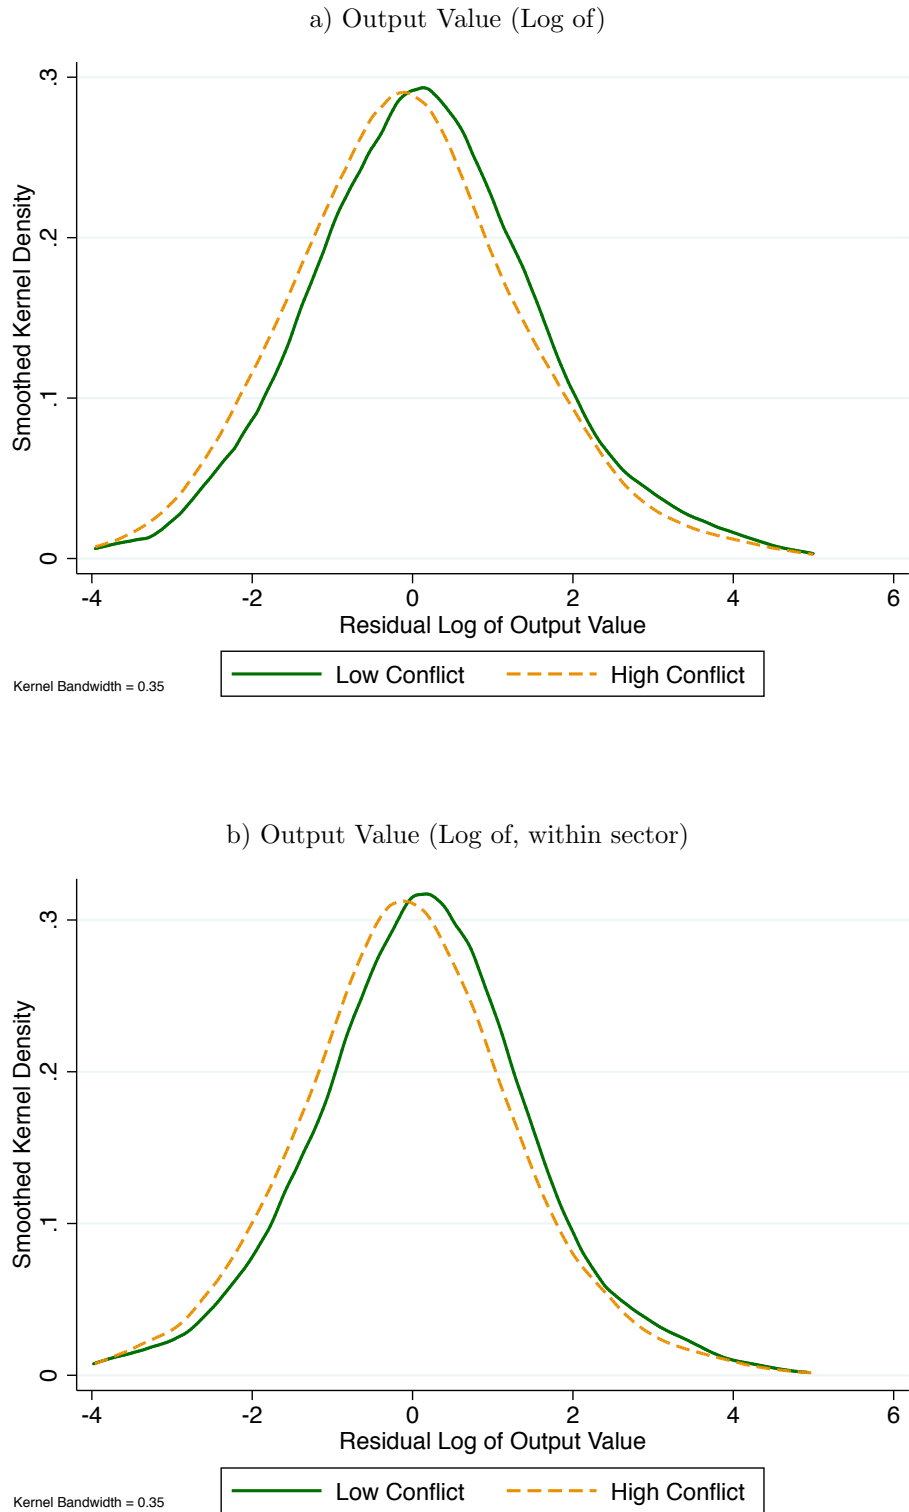 a) Output Value (Log of)
Smoothed Kernel Density
.3
.2
.1
0
-4 -2 0 2 4 6
Residual Log of Output Value
Low Conflict High Conflict
Kernel Bandwidth = 0.35
b) Output Value (Log of, within sector)
Smoothed Kernel Density
.3
.2
.1
0
-4 -2 0 2 4 6
Residual Log of Output Value
Low Conflict High Conflict
Kernel Bandwidth = 0.35